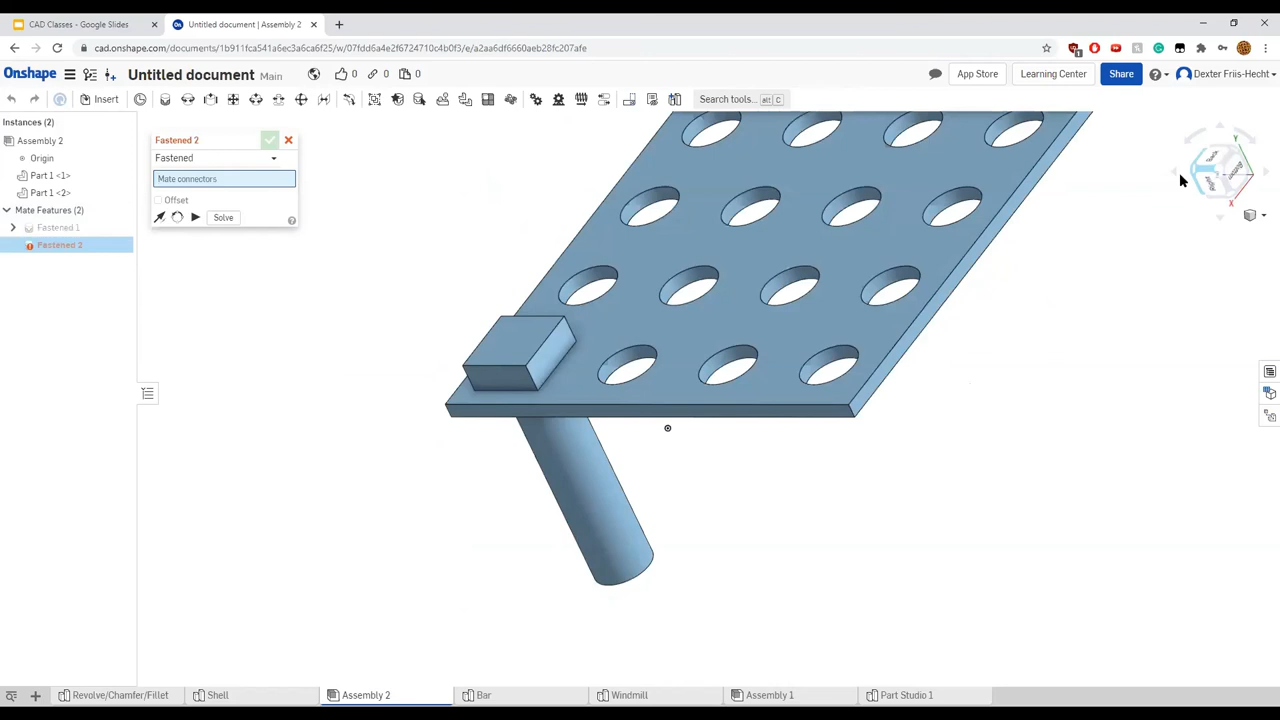 CAD Classes - Google Slides
Untitled document | Assembly 2
cad.onshape.com/documents/1b911fca541a6ec3a6ca6f25/w/07fdd6a4e2f6724710c4b0f3/e/a2aa6df6660aeb28fc207afe
Onshape
Untitled document Main
0
0
0
App Store
Learning Center
Share
Dexter Friis-Hecht
Insert
Search tools...
alt C
Instances (2)
Assembly 2
Origin
Part 1 <1>
Part 1 <2>
Mate Features (2)
Fastened 1
Fastened 2
Fastened 2
Fastened
Mate connectors
Offset
Solve
Y
X
Revolve/Chamfer/Fillet
Shell
Assembly 2
Bar
Windmill
Assembly 1
Part Studio 1